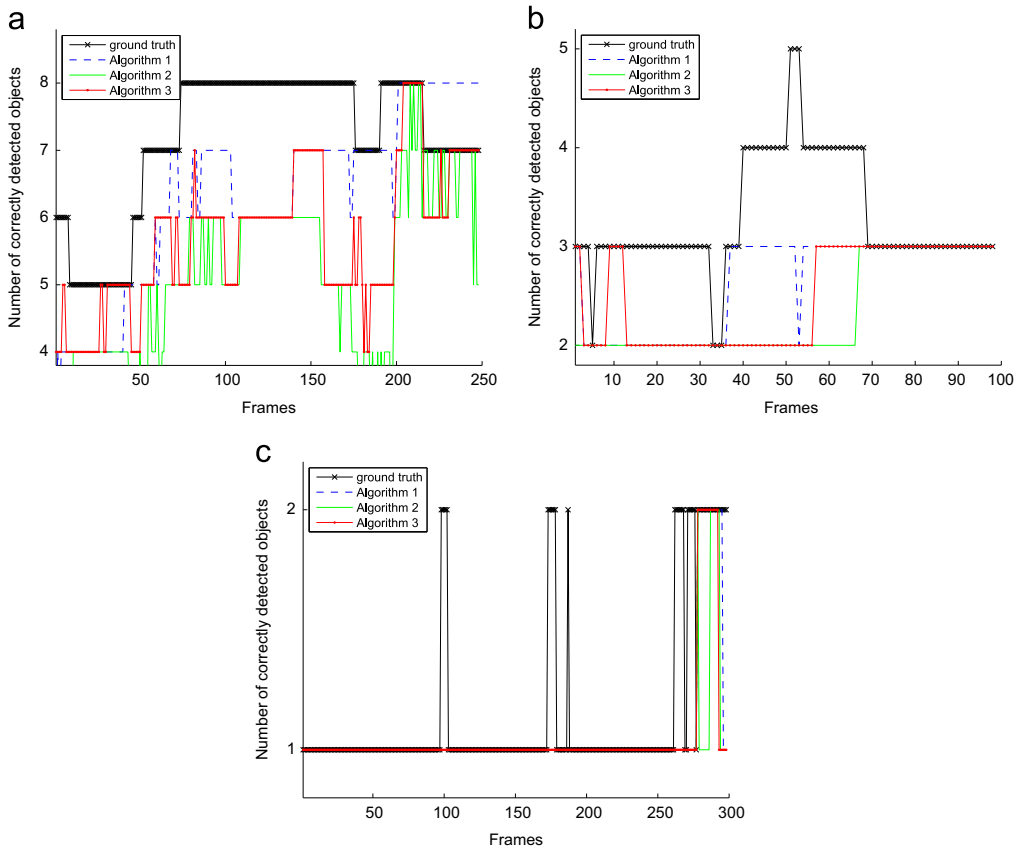 a
ground truth
Algorithm 1
Algorithm 2
Algorithm 3
Number of correctly detected objects
8
7
6
5
4
50
100
150
200
250
Frames
b
ground truth
Algorithm 1
Algorithm 2
Algorithm 3
Number of correctly detected objects
5
4
3
2
10
20
30
40
50
60
70
80
90
100
Frames
c
ground truth
Algorithm 1
Algorithm 2
Algorithm 3
Number of correctly detected objects
2
1
50
100
150
200
250
300
Frames